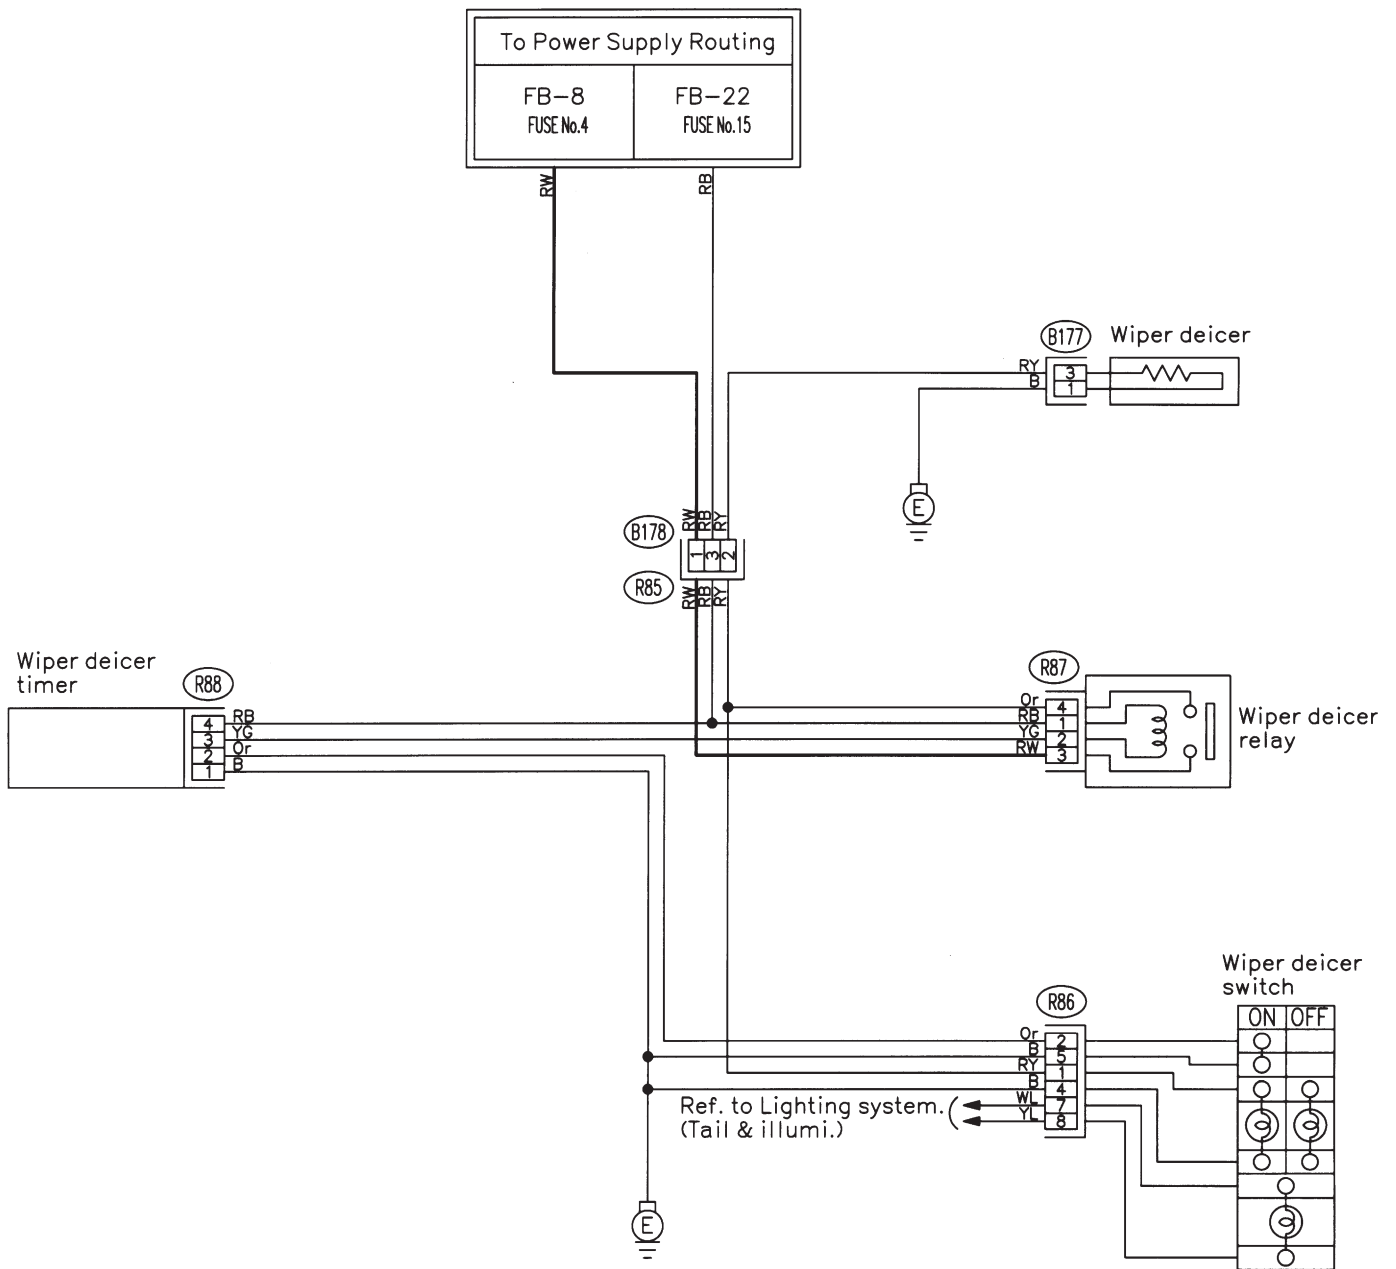 To Power Supply Routing
FB-8
FUSE No.4
FB-22
FUSE No.15
RW
RB
B177
Wiper deicer
RY
B
3
1
E
B178
RW
RB
RY
1
3
2
R85
RW
RB
RY
Wiper deicer
timer
R88
4
3
2
1
RB
YG
Or
B
R87
Or
RB
YG
RW
4
1
2
3
Wiper deicer
relay
Wiper deicer
switch
ON OFF
R86
Or
B
RY
B
WL
YL
2
5
1
4
7
8
Ref. to Lighting system.
(Tail & illumi.)
E